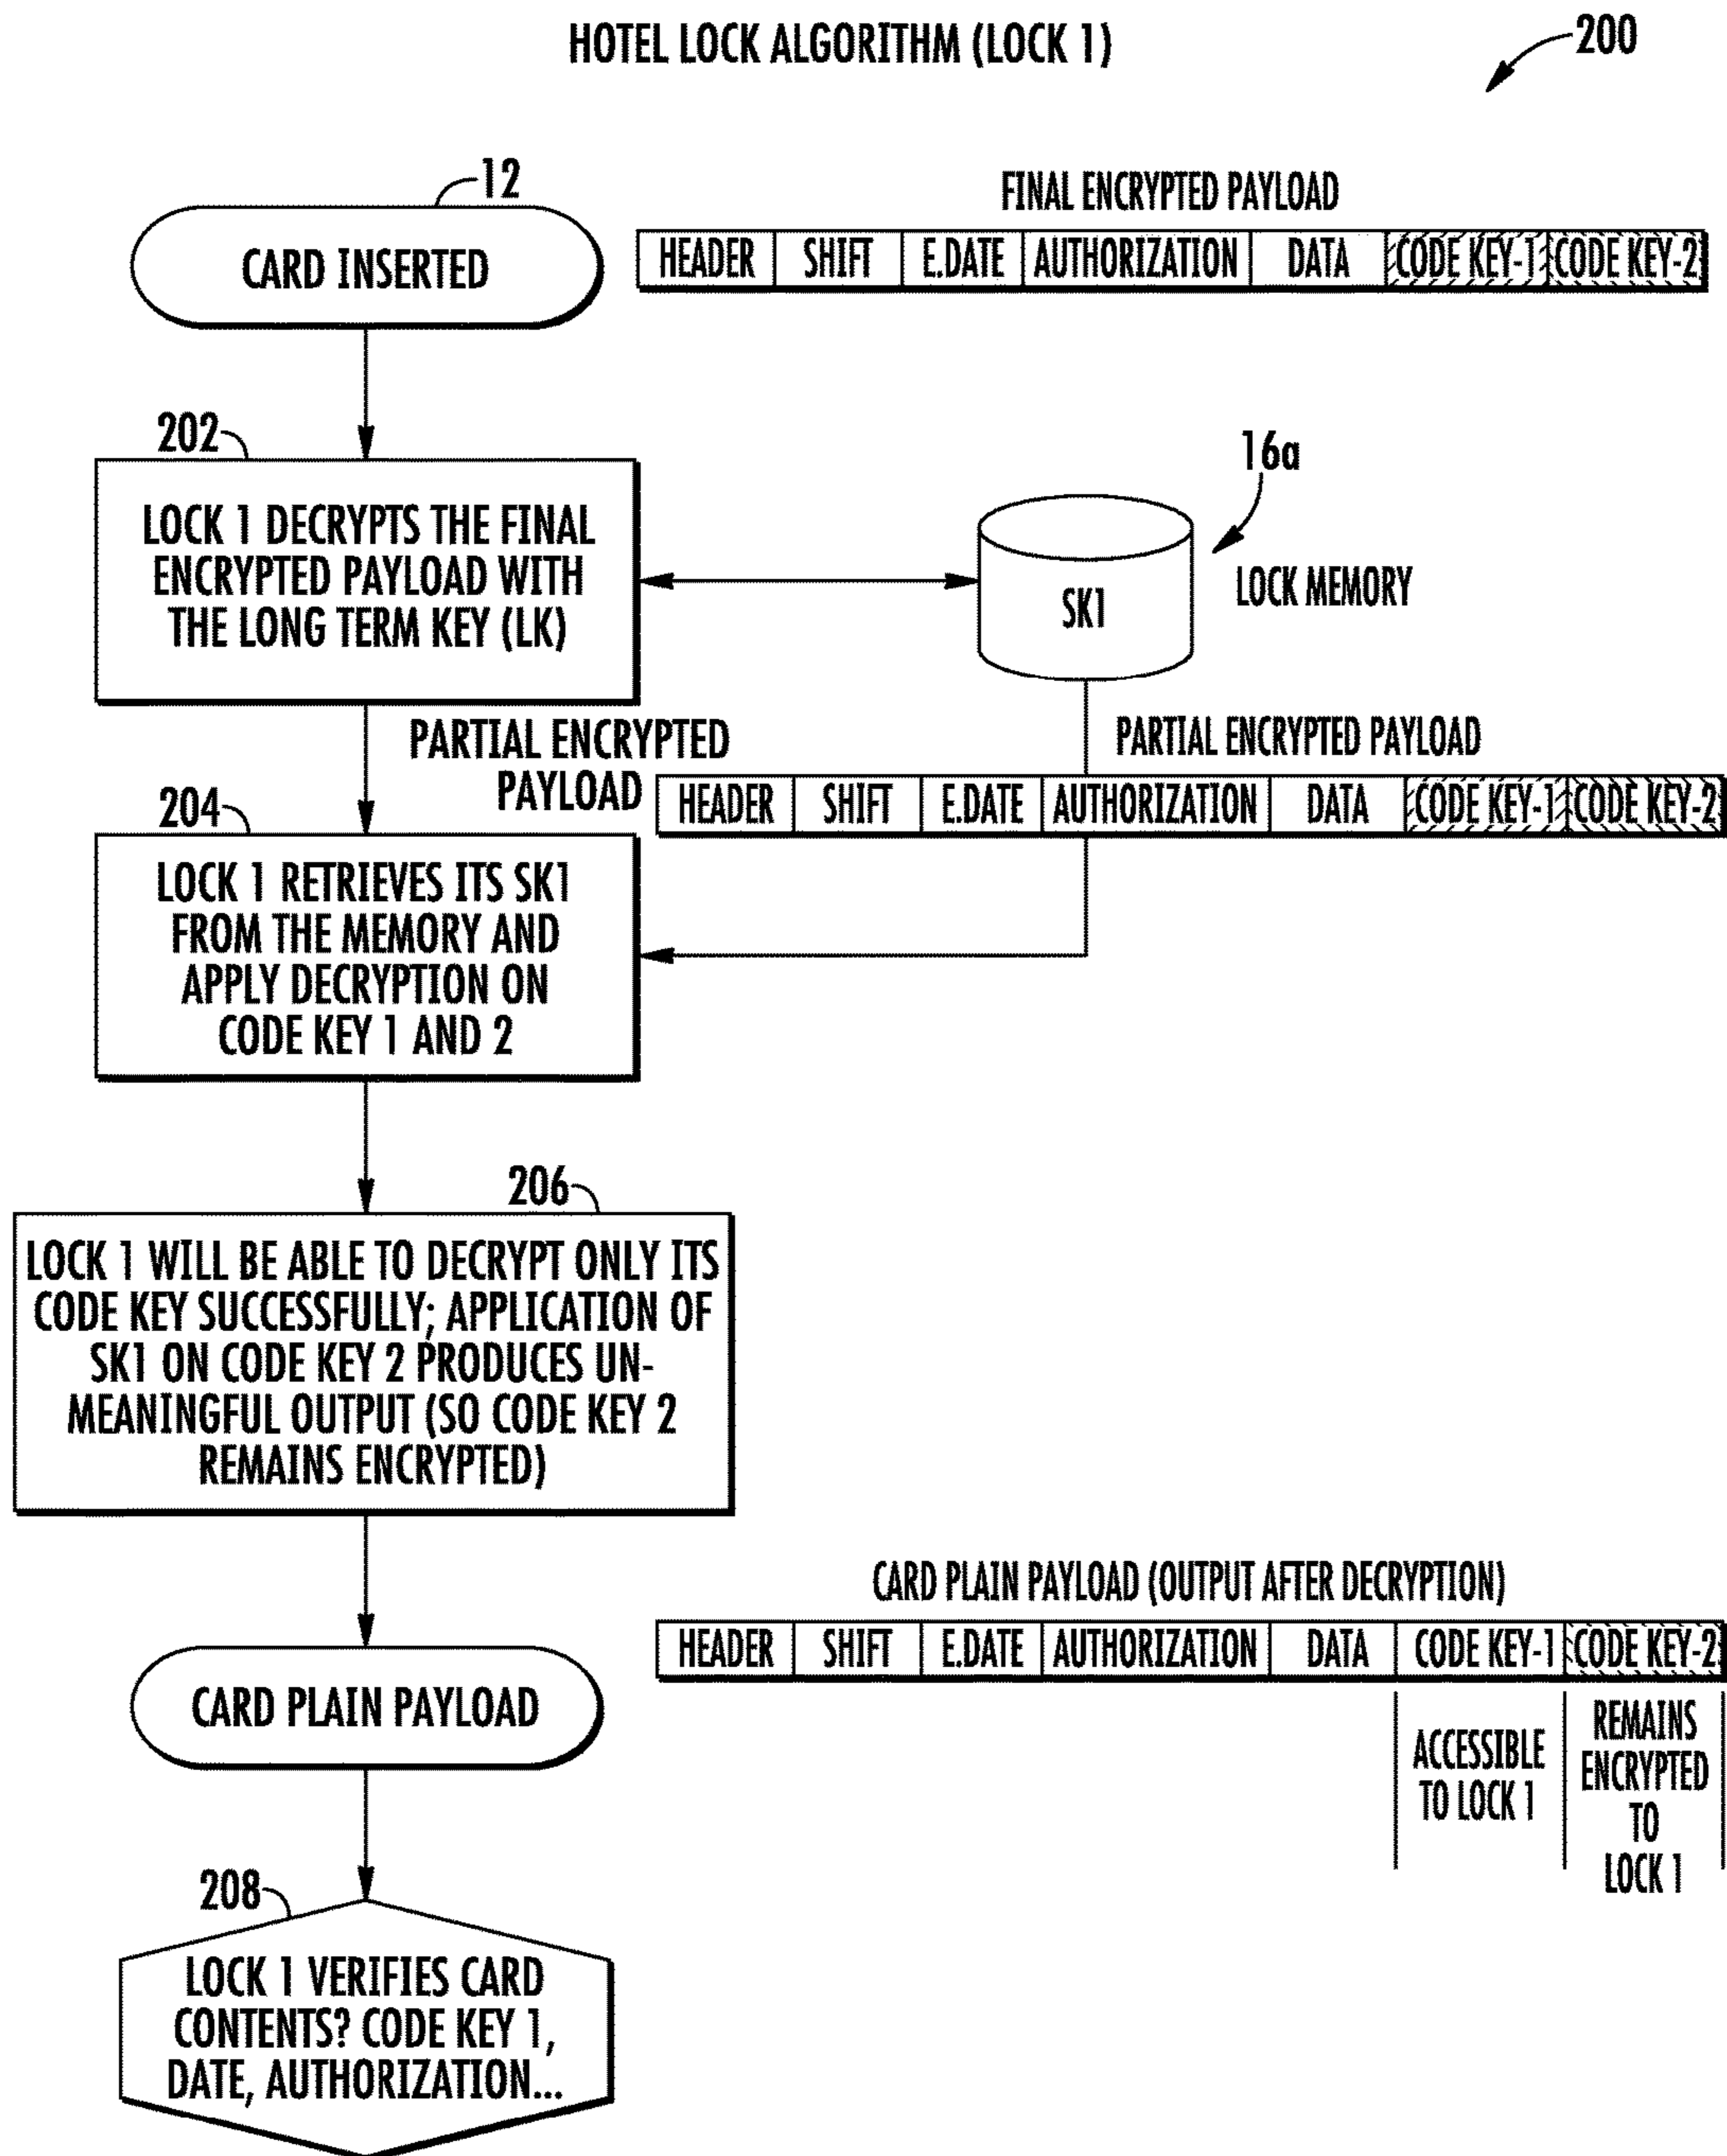 HOTEL LOCK ALGORITHM (LOCK 1)
200
12
CARD INSERTED
FINAL ENCRYPTED PAYLOAD
HEADER SHIFT E.DATE AUTHORIZATION DATA CODE KEY-1 CODE KEY-2
202
LOCK 1 DECRYPTS THE FINAL
ENCRYPTED PAYLOAD WITH
THE LONG TERM KEY (LK)
16a
SK1
LOCK MEMORY
PARTIAL ENCRYPTED
PAYLOAD
PARTIAL ENCRYPTED PAYLOAD
HEADER SHIFT E.DATE AUTHORIZATION DATA CODE KEY-1 CODE KEY-2
204
LOCK 1 RETRIEVES ITS SK1
FROM THE MEMORY AND
APPLY DECRYPTION ON
CODE KEY 1 AND 2
206
LOCK 1 WILL BE ABLE TO DECRYPT ONLY ITS
CODE KEY SUCCESSFULLY; APPLICATION OF
SK1 ON CODE KEY 2 PRODUCES UN-
MEANINGFUL OUTPUT (SO CODE KEY 2
REMAINS ENCRYPTED)
CARD PLAIN PAYLOAD (OUTPUT AFTER DECRYPTION)
HEADER SHIFT E.DATE AUTHORIZATION DATA CODE KEY-1 CODE KEY-2
CARD PLAIN PAYLOAD
ACCESSIBLE
TO LOCK 1
REMAINS
ENCRYPTED
TO
LOCK 1
208
LOCK 1 VERIFIES CARD
CONTENTS? CODE KEY 1,
DATE, AUTHORIZATION...